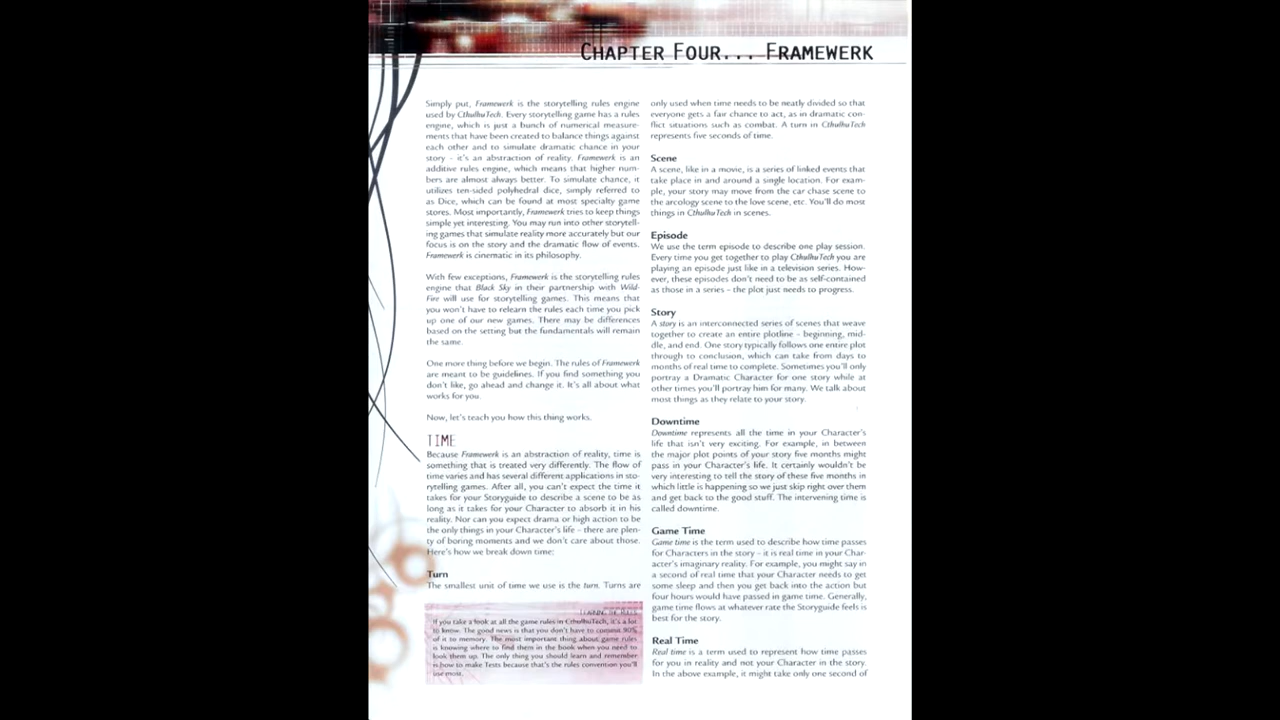 CHAPTER FOUR... FRAMEWERK
Simply put, Framewerk is the storytelling rules engine
used by CthulhuTech. Every storytelling game has a rules
engine, which is just a bunch of numerical measure-
ments that have been created to balance things against
each other and to simulate dramatic chance in your
story - it's an abstraction of reality. Framewerk is an
additive rules engine, which means that higher num-
bers are almost always better. To simulate chance, it
utilizes ten-sided polyhedral dice, simply referred to
as Dice, which can be found at most specialty game
stores. Most importantly, Framewerk tries to keep things
simple yet interesting. You may run into other storytell-
ing games that simulate reality more accurately but our
focus is on the story and the dramatic flow of events.
Framewerk is cinematic in its philosophy.
With few exceptions, Framewerk is the storytelling rules
engine that Black Sky in their partnership with Wild-
Fire will use for storytelling games. This means that
you won't have to relearn the rules each time you pick
up one of our new games. There may be differences
based on the setting but the fundamentals will remain
the same.
One more thing before we begin. The rules of Framewerk
are meant to be guidelines. If you find something you
don't like, go ahead and change it. It's all about what
works for you.
Now, let's teach you how this thing works.
TIME
Because Framewerk is an abstraction of reality, time is
something that is treated very differently. The flow of
time varies and has several different applications in sto-
rytelling games. After all, you can't expect the time it
takes for your Storyguide to describe a scene to be as
long as it takes for your Character to absorb it in his
reality. Nor can you expect drama or high action to be
the only things in your Character's life - there are plen-
ty of boring moments and we don't care about those.
Here's how we break down time:
Turn
The smallest unit of time we use is the turn. Turns are
LEARNING THE RULES
If you take a look at all the game rules in CthulhuTech, it's a lot
to know. The good news is that you don't have to commit 90%
of it to memory. The most important thing about game rules
is knowing where to find them in the book when you need to
look them up. The only thing you should learn and remember
is how to make Tests because that's the rules convention you'll
use most.
only used when time needs to be neatly divided so that
everyone gets a fair chance to act, as in dramatic con-
flict situations such as combat. A turn in CthulhuTech
represents five seconds of time.
Scene
A scene, like in a movie, is a series of linked events that
take place in and around a single location. For exam-
ple, your story may move from the car chase scene to
the arcology scene to the love scene, etc. You'll do most
things in CthulhuTech in scenes.
Episode
We use the term episode to describe one play session.
Every time you get together to play CthulhuTech you are
playing an episode just like in a television series. How-
ever, these episodes don't need to be as self-contained
as those in a series - the plot just needs to progress.
Story
A story is an interconnected series of scenes that weave
together to create an entire plotline - beginning, mid-
dle, and end. One story typically follows one entire plot
through to conclusion, which can take from days to
months of real time to complete. Sometimes you'll only
portray a Dramatic Character for one story while at
other times you'll portray him for many. We talk about
most things as they relate to your story.
Downtime
Downtime represents all the time in your Character's
life that isn't very exciting. For example, in between
the major plot points of your story five months might
pass in your Character's life. It certainly wouldn't be
very interesting to tell the story of these five months in
which little is happening so we just skip right over them
and get back to the good stuff. The intervening time is
called downtime.
Game Time
Game time is the term used to describe how time passes
for Characters in the story - it is real time in your Char-
acter's imaginary reality. For example, you might say in
a second of real time that your Character needs to get
some sleep and then you get back into the action but
four hours would have passed in game time. Generally,
game time flows at whatever rate the Storyguide feels is
best for the story.
Real Time
Real time is a term used to represent how time passes
for you in reality and not your Character in the story.
In the above example, it might take only one second of